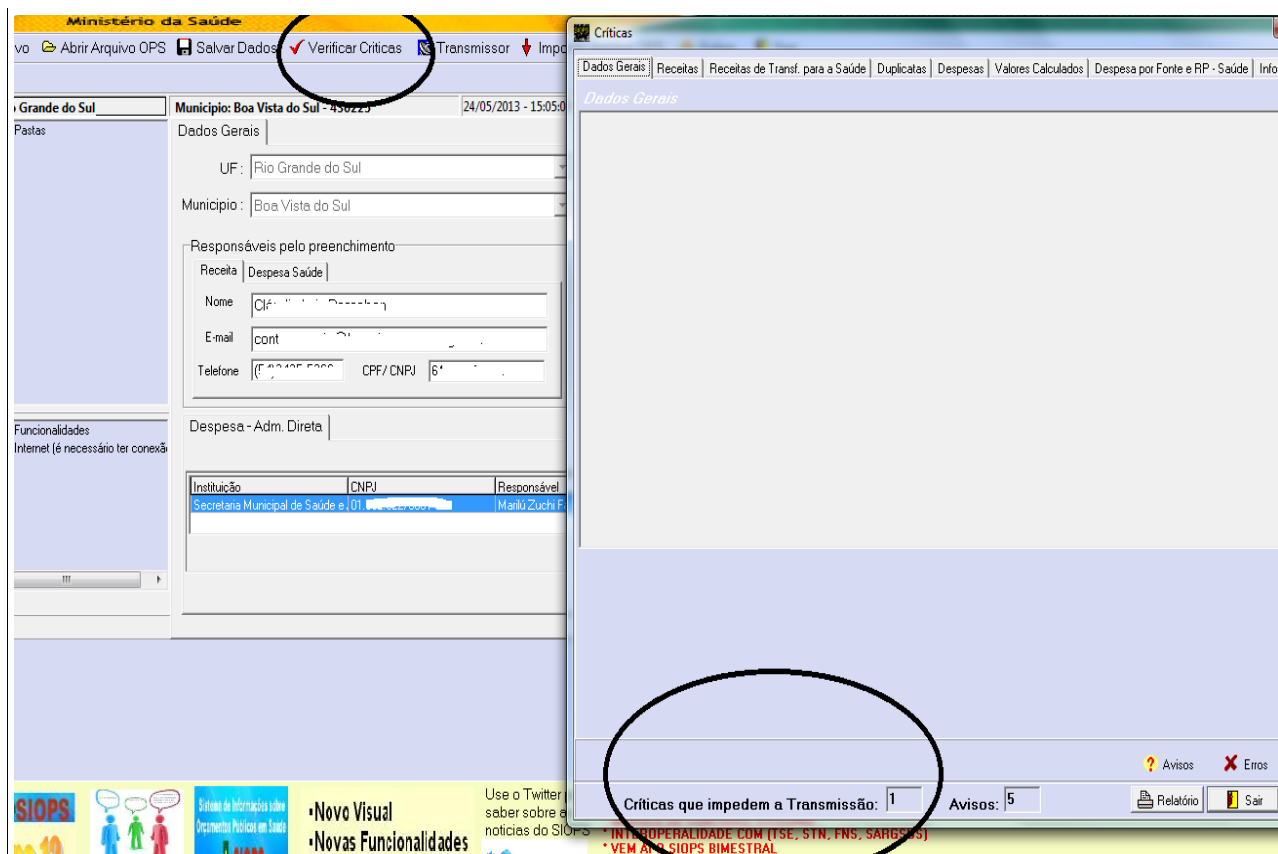 Ministério da Saúde
vo Abrir Arquivo OPS Salvar Dados Verificar Criticas Transmissor Impo
Grande do Sul
Municipio: Boa Vista do Sul - 430225
24/05/2013 - 15:05:0
Pastas
Dados Gerais
UF: Rio Grande do Sul
Municipio: Boa Vista do Sul
Responsáveis pelo preenchimento
Receita Despesa Saúde
Nome
E-mail cont
Telefone CPF/ CNPJ
Funcionalidades
Internet (é necessário ter conexã
Despesa - Adm. Direta
Instituição CNPJ Responsável
Secretaria Municipal de Saúde e 01. Marilú Zuchi F
Críticas
Dados Gerais Receitas Receitas de Transf. para a Saúde Duplicatas Despesas Valores Calculados Despesa por Fonte e RP - Saúde Info
Dados Gerais
Avisos Erros
Críticas que impedem a Transmissão: 1 Avisos: 5 Relatório Sair
SIOPS
Sistema de Informações sobre
Orçamentos Públicos em Saúde
•Novo Visual
•Novas Funcionalidades
Use o Twitter
saber sobre a
noticias do SIOPS
* INTEROPERALIDADE COM (TSE, STN, FNS, SARGSUS)
* VEM APO SIOPS BIMESTRAL